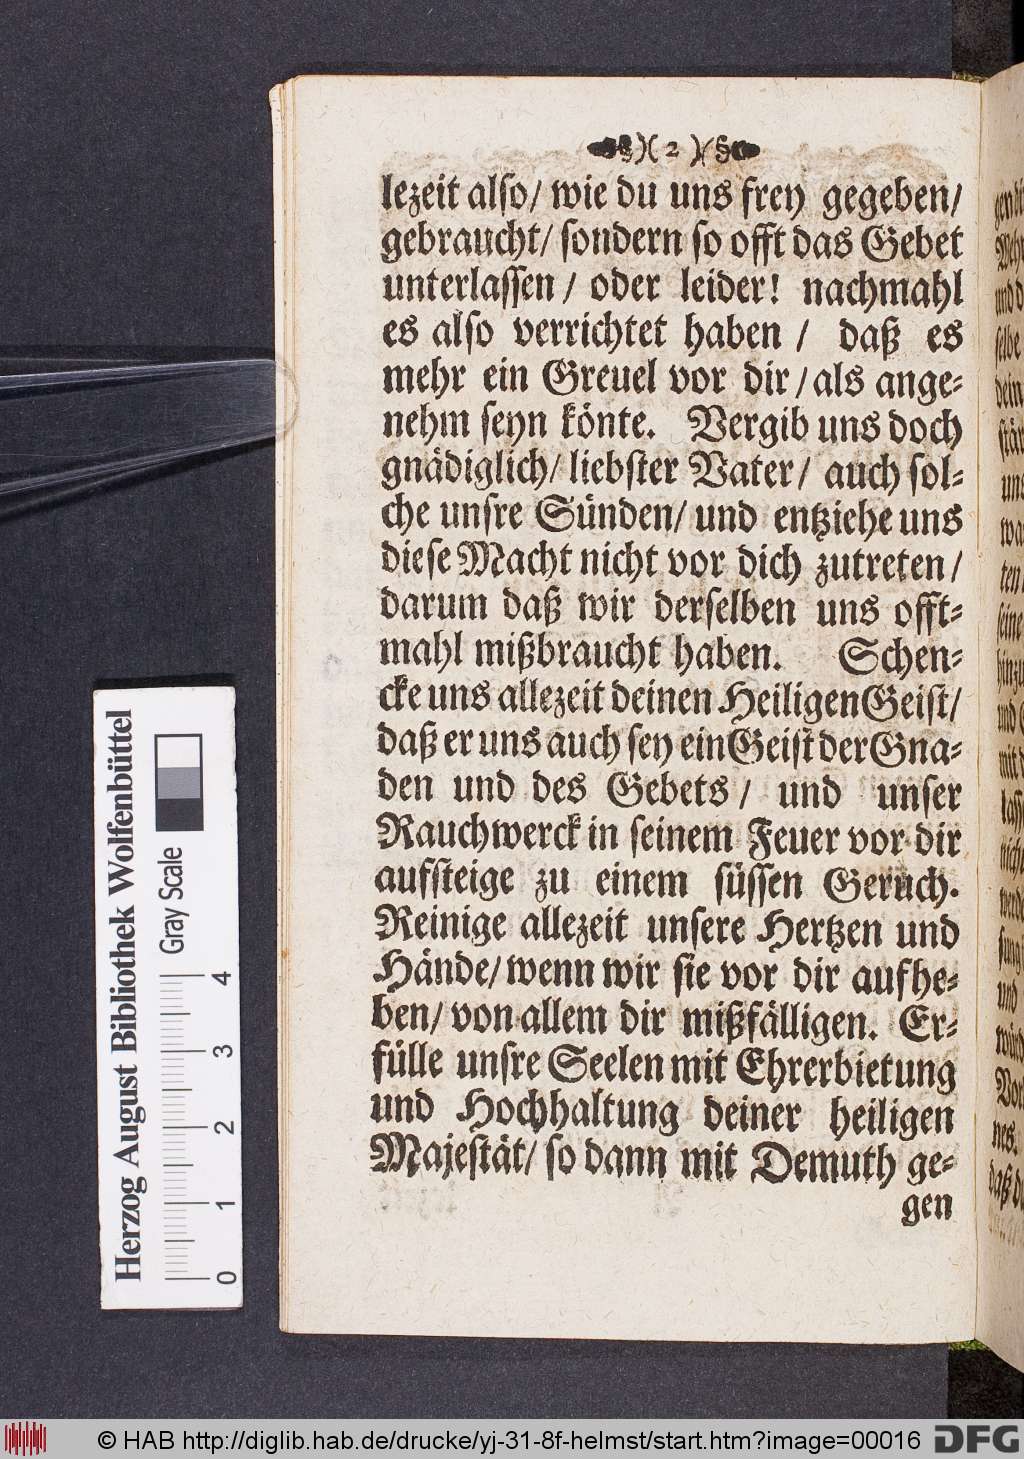 )( 2 )(
lezeit also/ wie du uns frey gegeben/
gebraucht/ sondern so offt das Gebet
unterlassen / oder leider! nachmahl
es also verrichtet haben / daß es
mehr ein Greuel vor dir / als ange-
nehm seyn könte. Vergib uns doch
gnädiglich/ liebster Vater/ auch sol-
che unsre Sünden/ und entziehe uns
diese Macht nicht vor dich zutreten/
darum daß wir derselben uns offt-
mahl mißbraucht haben. Schen-
cke uns allezeit deinen Heiligen Geist/
daß er uns auch sey ein Geist der Gna-
den und des Gebets / und unser
Rauchwerck in seinem Feuer vor dir
aufsteige zu einem süssen Geruch.
Reinige allezeit unsere Hertzen und
Hände/ wenn wir sie vor dir aufhe-
ben/ von allem dir mißfälligen. Er-
fülle unsre Seelen mit Ehrerbietung
und Hochhaltung deiner heiligen
Majestät/ so dann mit Demuth ge-
gen
Herzog August Bibliothek Wolfenbüttel
Gray Scale
0 1 2 3 4
© HAB http://diglib.hab.de/drucke/yj-31-8f-helmst/start.htm?image=00016
DFG